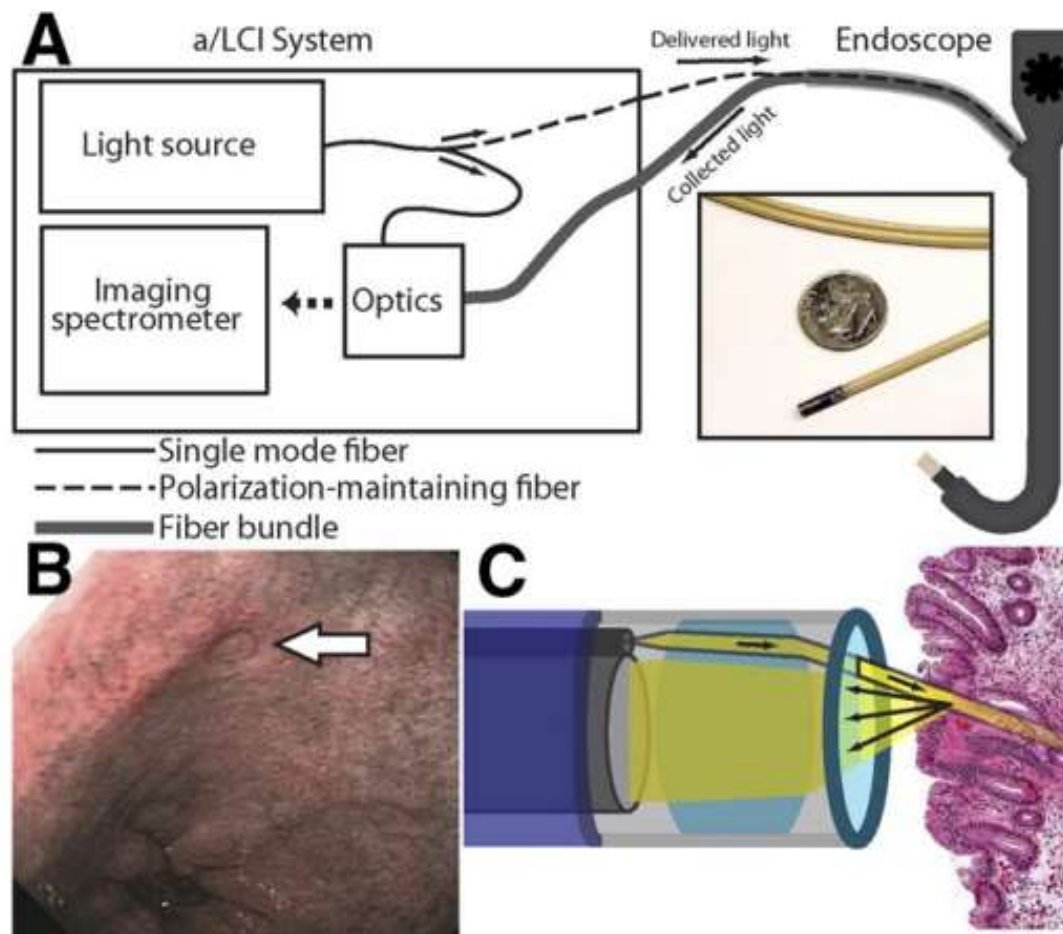 A
a/LCI System
Delivered light
Endoscope
Light source
Collected light
Imaging
spectrometer
Optics
Single mode fiber
Polarization-maintaining fiber
Fiber bundle
B
C